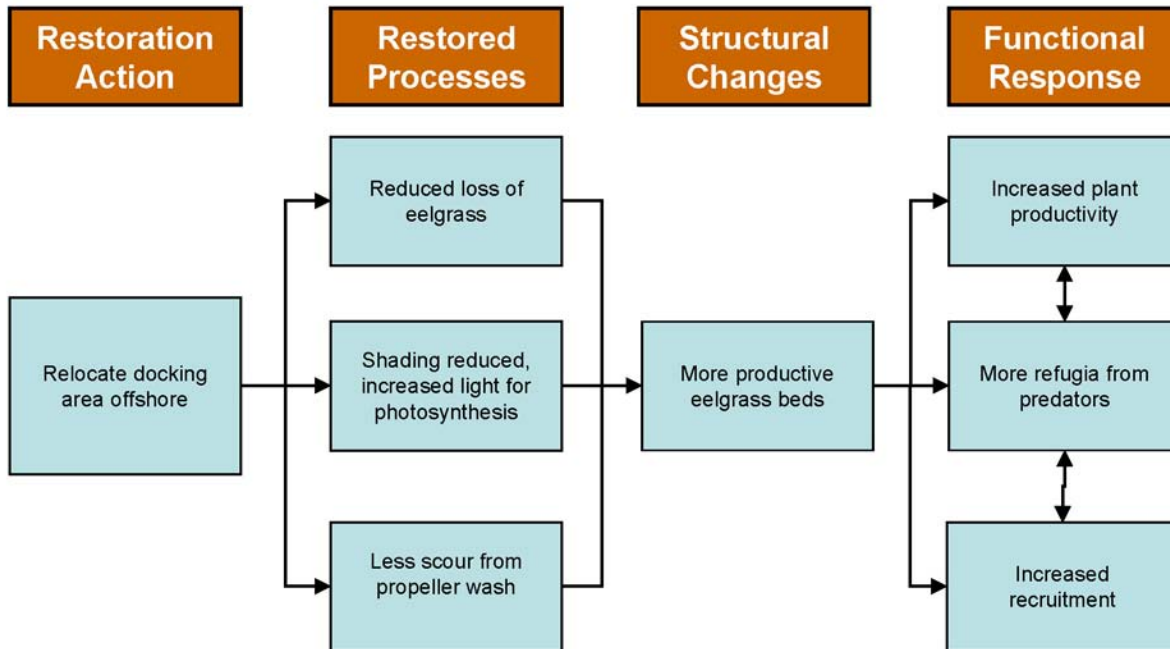 Restoration
Action
Restored
Processes
Structural
Changes
Functional
Response
Relocate docking
area offshore
Reduced loss of
eelgrass
Shading reduced,
increased light for
photosynthesis
Less scour from
propeller wash
More productive
eelgrass beds
Increased plant
productivity
More refugia from
predators
Increased
recruitment